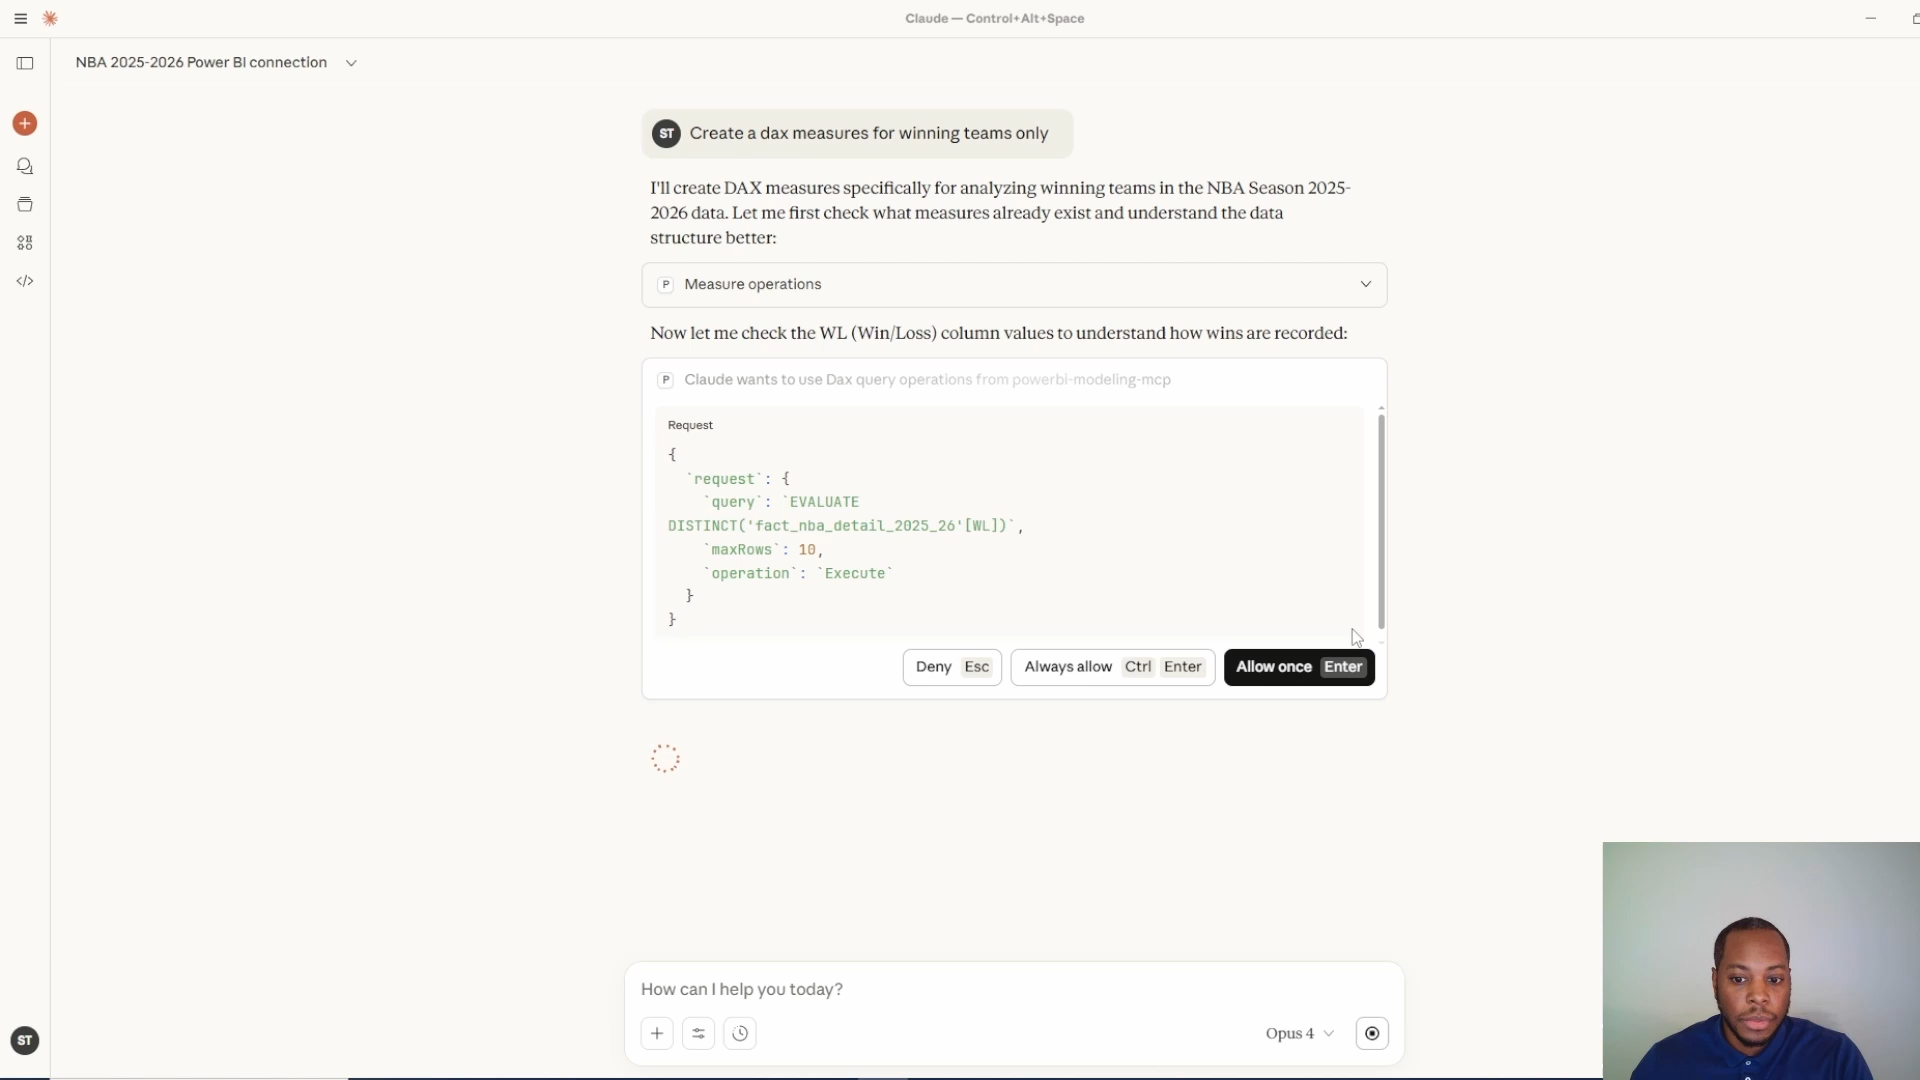 Claude — Control+Alt+Space
NBA 2025-2026 Power BI connection
ST Create a dax measures for winning teams only
I'll create DAX measures specifically for analyzing winning teams in the NBA Season 2025-
2026 data. Let me first check what measures already exist and understand the data
structure better:
P Measure operations
Now let me check the WL (Win/Loss) column values to understand how wins are recorded:
P Claude wants to use Dax query operations from powerbi-modeling-mcp
Request
{
`request`: {
`query`: `EVALUATE
DISTINCT('fact_nba_detail_2025_26'[WL])`,
`maxRows`: 10,
`operation`: `Execute`
}
}
Deny Esc Always allow Ctrl Enter Allow once Enter
How can I help you today?
Opus 4
ST